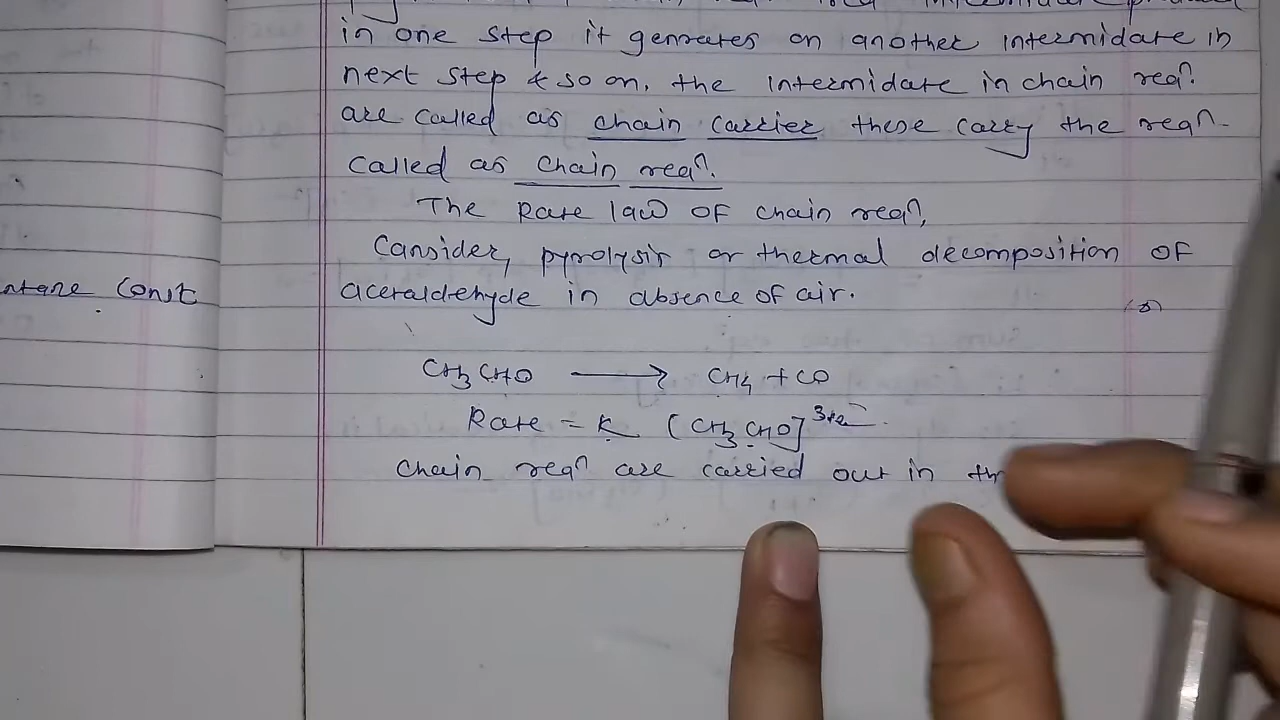 in one step it genrates on another intermidate in
next step & so on, the intermidate in chain reaⁿ.
are called as chain carrier these carry the reaⁿ.
called as chain reaⁿ.
The Rate law OF chain reaⁿ,
Cansider, pyrolysis or thermal decomposition OF
acetaldehyde in absence of air.
Const
CH₃CHO ⟶ CH₄ + CO
Rate = K [CH₃CHO]
chain reaⁿ are carried out in